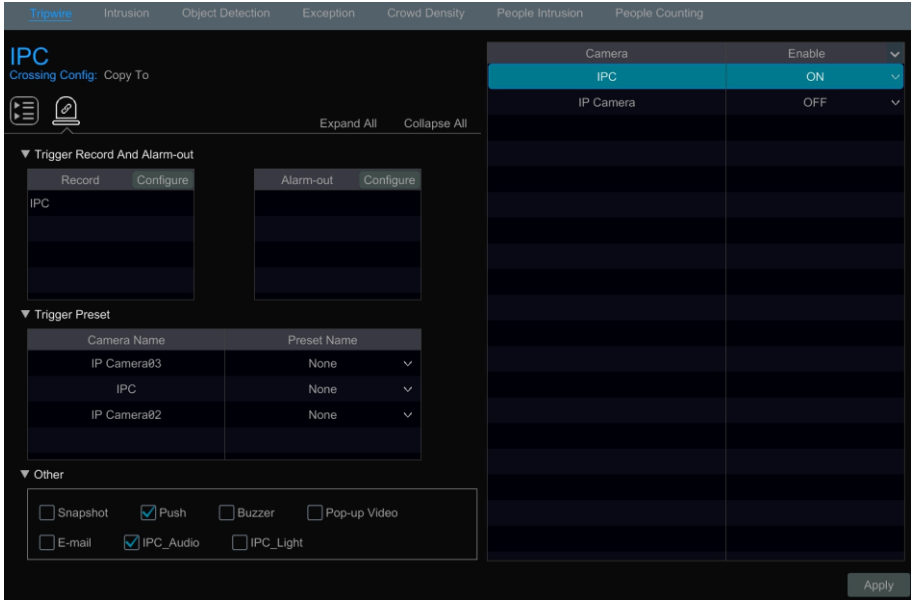 Tripwire Intrusion Object Detection Exception Crowd Density People Intrusion People Counting
IPC
Crossing Config: Copy To
Expand All Collapse All
Trigger Record And Alarm-out
Record Configure Alarm-out Configure
IPC
Trigger Preset
Camera Name Preset Name
IP Camera03 None
IPC None
IP Camera02 None
Other
Snapshot Push Buzzer Pop-up Video
E-mail IPC_Audio IPC_Light
Camera Enable
IPC ON
IP Camera OFF
Apply